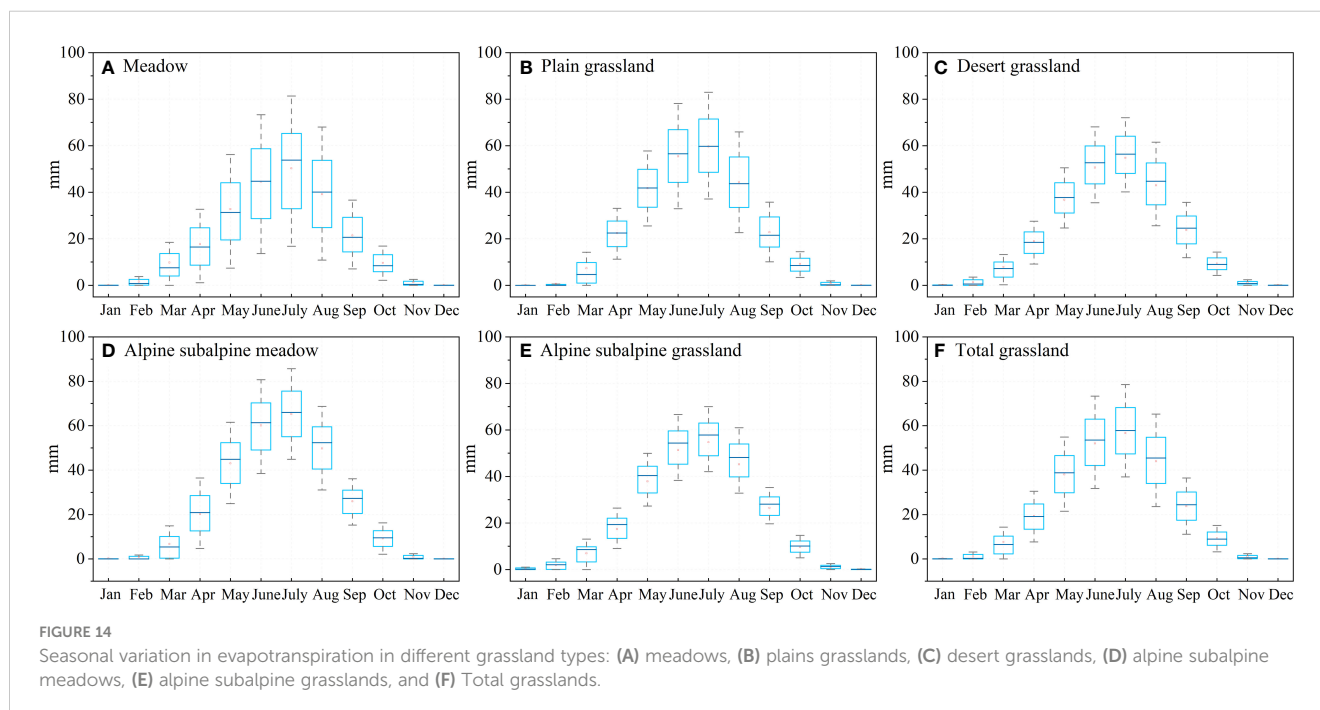 A Meadow
100
80
60
40
20
0
mm
Jan Feb Mar Apr May June July Aug Sep Oct Nov Dec
B Plain grassland
100
80
60
40
20
0
mm
Jan Feb Mar Apr May June July Aug Sep Oct Nov Dec
C Desert grassland
100
80
60
40
20
0
mm
Jan Feb Mar Apr May June July Aug Sep Oct Nov Dec
D Alpine subalpine meadow
100
80
60
40
20
0
mm
Jan Feb Mar Apr May June July Aug Sep Oct Nov Dec
E Alpine subalpine grassland
100
80
60
40
20
0
mm
Jan Feb Mar Apr May June July Aug Sep Oct Nov Dec
F Total grassland
100
80
60
40
20
0
mm
Jan Feb Mar Apr May June July Aug Sep Oct Nov Dec
FIGURE 14
Seasonal variation in evapotranspiration in different grassland types: (A) meadows, (B) plains grasslands, (C) desert grasslands, (D) alpine subalpine
meadows, (E) alpine subalpine grasslands, and (F) Total grasslands.